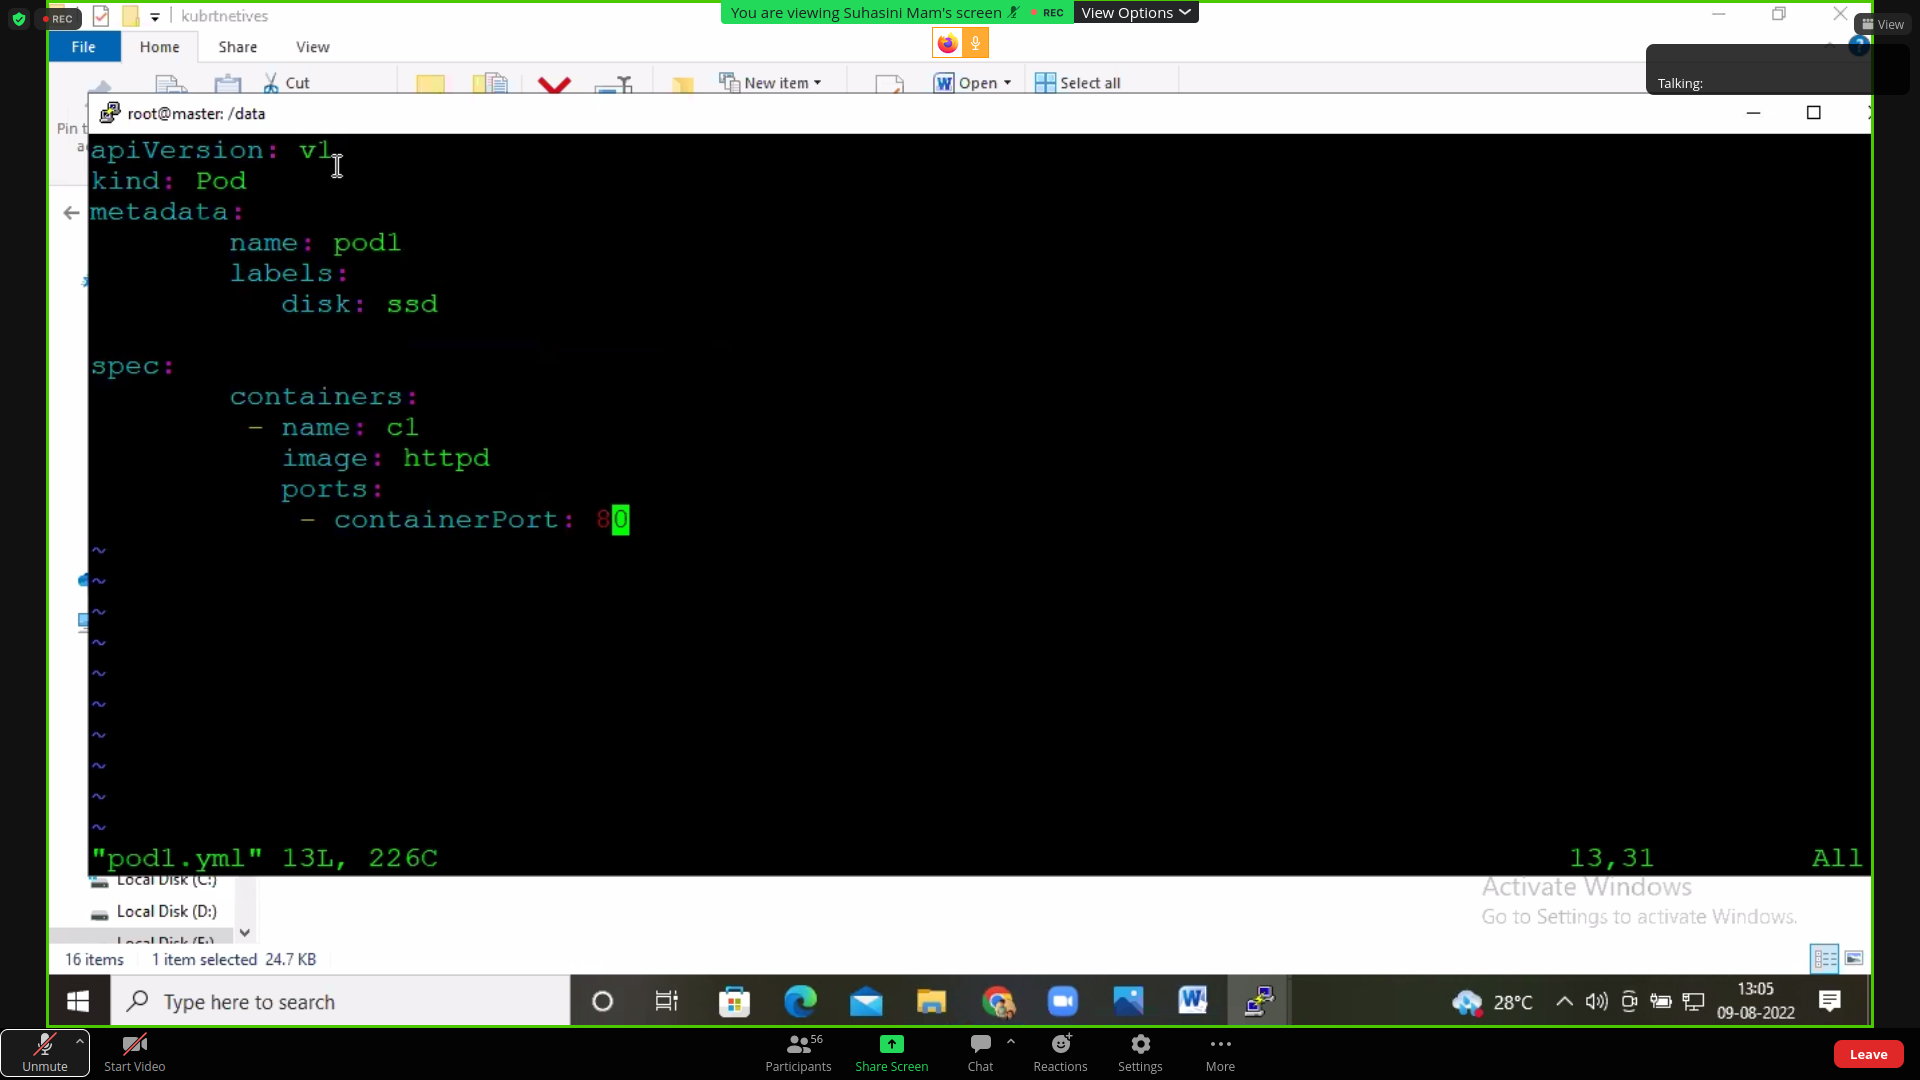 REC
kubrtnetives
You are viewing Suhasini Mam's screen
REC
View Options
View
File
Home
Share
View
Talking:
Cut
New item
Open
Select all
Pin t
a
root@master: /data
apiVersion: v1
kind: Pod
metadata:
name: pod1
labels:
disk: ssd
spec:
containers:
- name: c1
image: httpd
ports:
- containerPort: 80
~
~
~
~
~
~
~
~
~
~
"pod1.yml" 13L, 226C
13,31
All
Local Disk (C:)
Local Disk (D:)
Activate Windows
Go to Settings to activate Windows.
16 items
1 item selected 24.7 KB
Type here to search
28°C
13:05
09-08-2022
Unmute
Start Video
Participants
56
Share Screen
Chat
Reactions
Settings
More
Leave